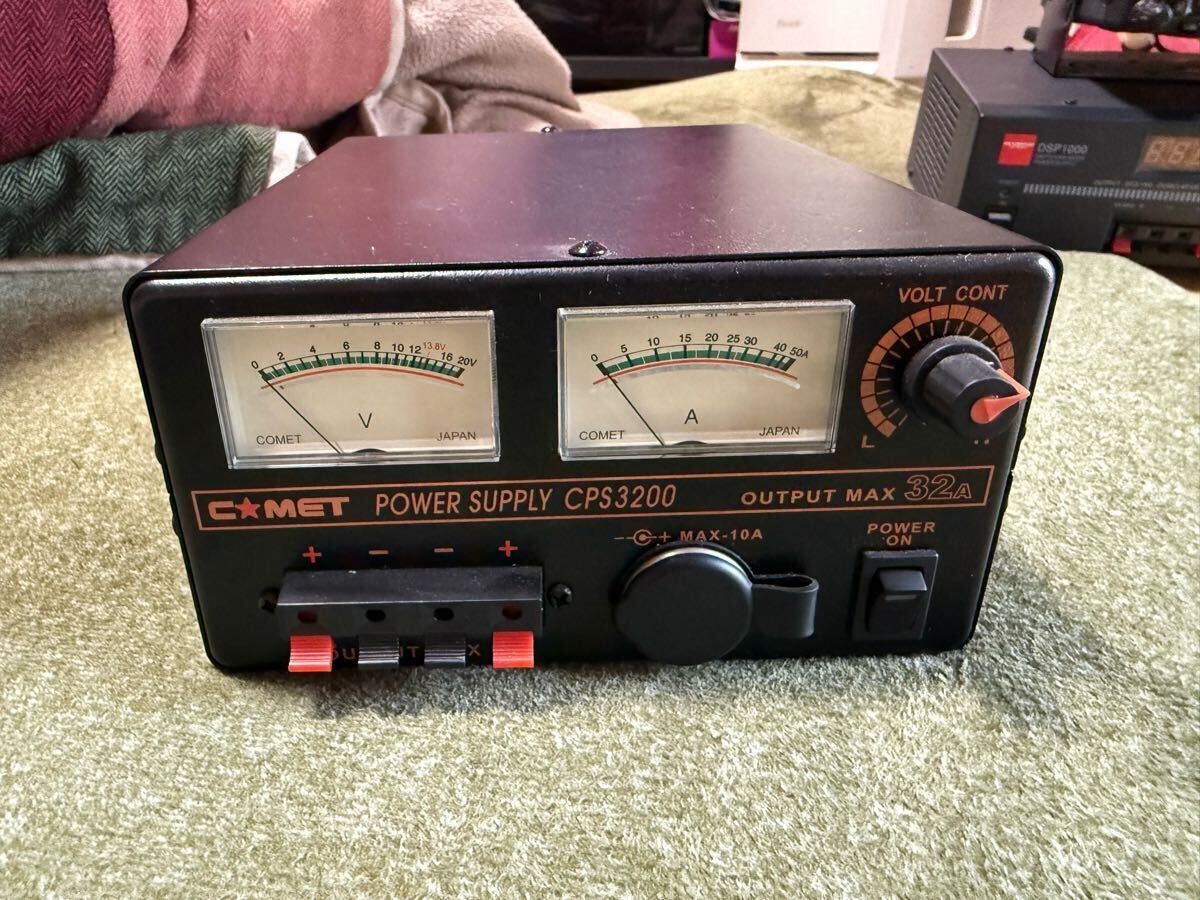 DSP1000
VOLT CONT
L
0 2 4 6 8 10 12 13.8V 16 20V
V
COMET JAPAN
0 5 10 15 20 25 30 40 50A
A
COMET JAPAN
C★MET POWER SUPPLY CPS3200 OUTPUT MAX 32A
+ − − +
− + MAX-10A
POWER
ON